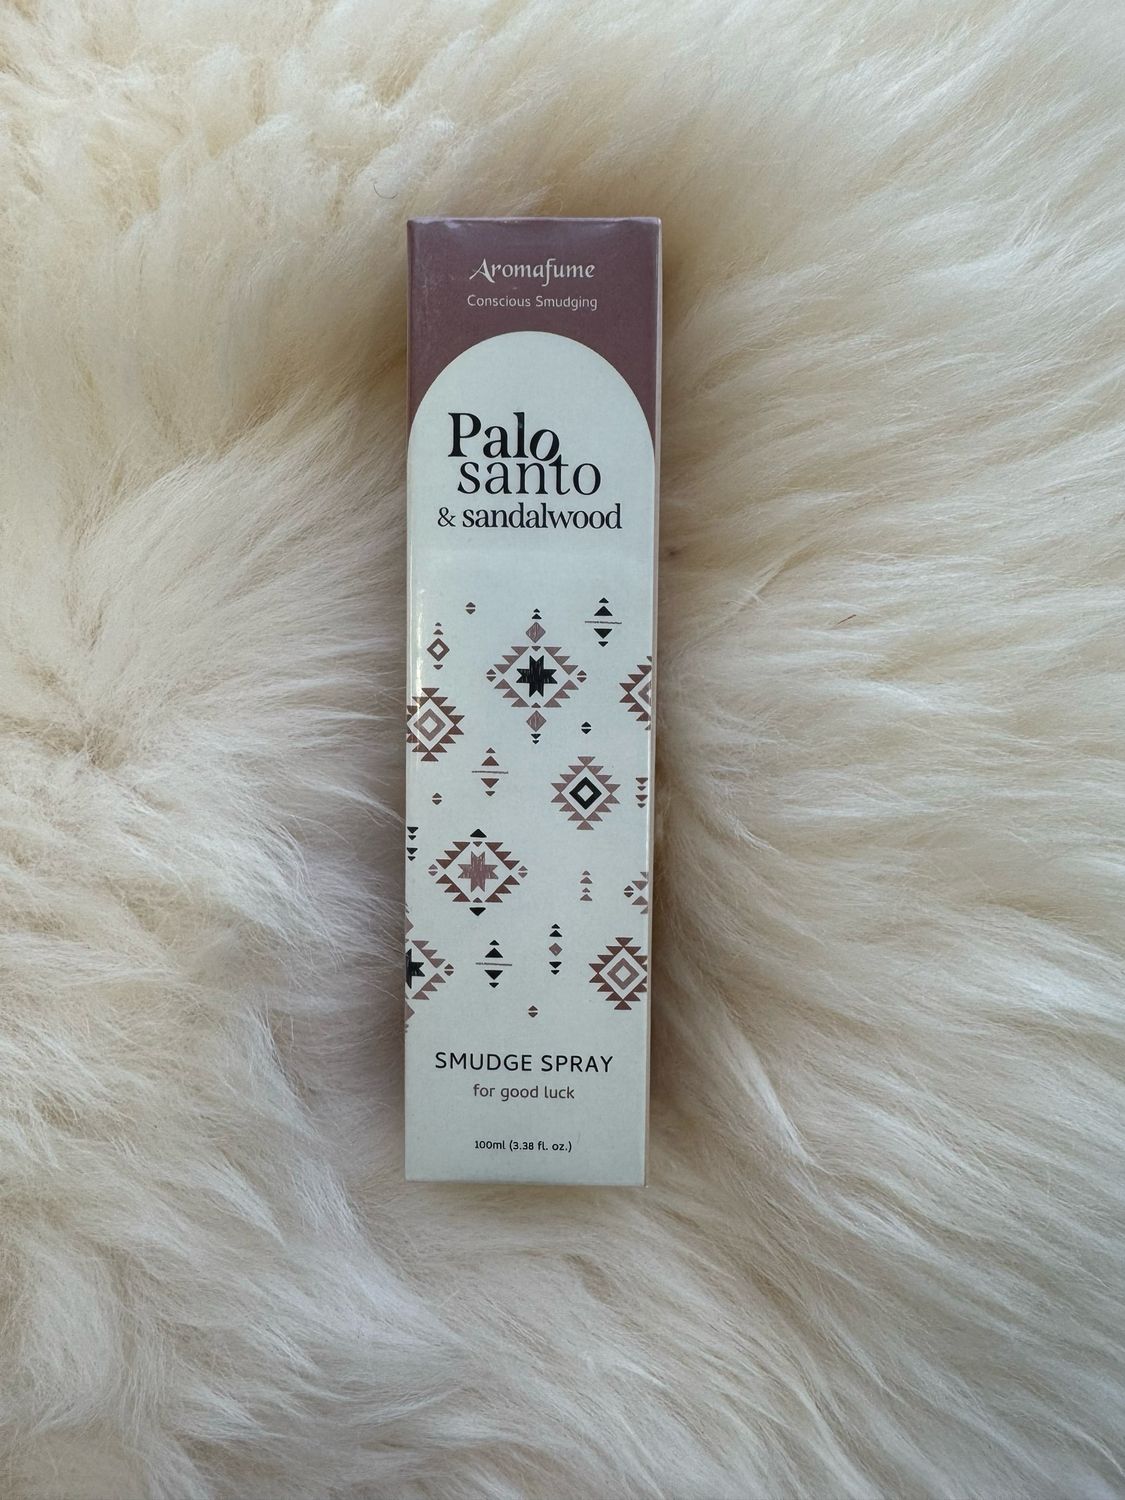 Aromafume
Conscious Smudging
Palo
santo
& sandalwood
SMUDGE SPRAY
for good luck
100ml (3.38 fl. oz.)